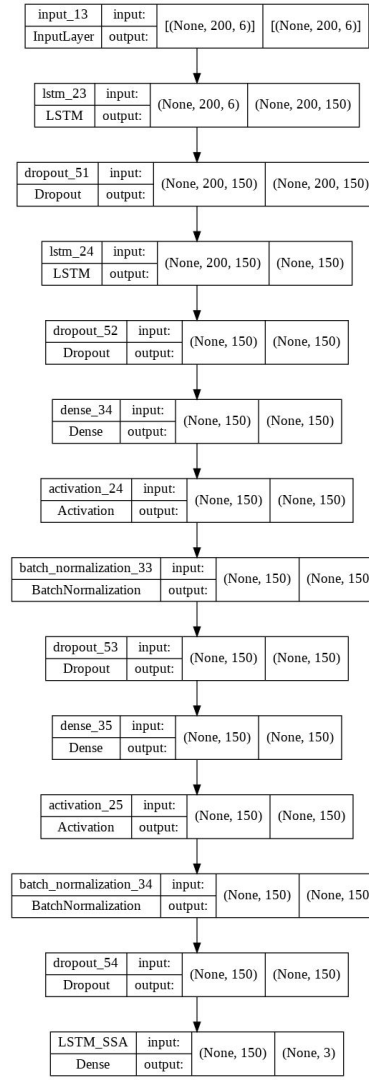 input_13 input: [(None, 200, 6)] [(None, 200, 6)]
InputLayer output:
lstm_23 input: (None, 200, 6) (None, 200, 150)
LSTM output:
dropout_51 input: (None, 200, 150) (None, 200, 150)
Dropout output:
lstm_24 input: (None, 200, 150) (None, 150)
LSTM output:
dropout_52 input: (None, 150) (None, 150)
Dropout output:
dense_34 input: (None, 150) (None, 150)
Dense output:
activation_24 input: (None, 150) (None, 150)
Activation output:
batch_normalization_33 input: (None, 150) (None, 150
BatchNormalization output:
dropout_53 input: (None, 150) (None, 150)
Dropout output:
dense_35 input: (None, 150) (None, 150)
Dense output:
activation_25 input: (None, 150) (None, 150)
Activation output:
batch_normalization_34 input: (None, 150) (None, 150
BatchNormalization output:
dropout_54 input: (None, 150) (None, 150)
Dropout output:
LSTM_SSA input: (None, 150) (None, 3)
Dense output: